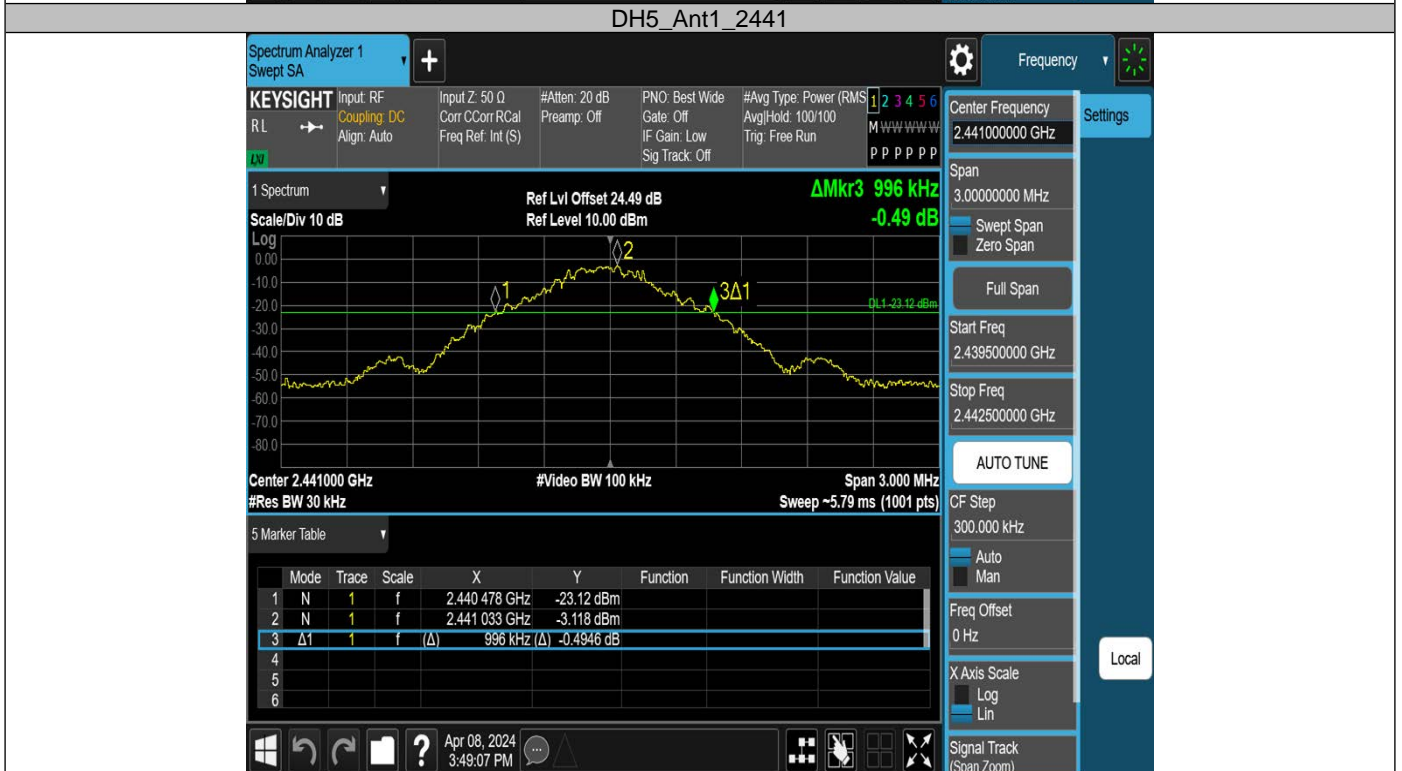 DH5_Ant1_2441
Spectrum Analyzer 1
Swept SA
+
Frequency
KEYSIGHT
RL
LXI
Input: RF
Coupling: DC
Align: Auto
Input Z: 50 Ω
Corr CCorr RCal
Freq Ref: Int (S)
#Atten: 20 dB
Preamp: Off
PNO: Best Wide
Gate: Off
IF Gain: Low
Sig Track: Off
#Avg Type: Power (RMS
Avg|Hold: 100/100
Trig: Free Run
1 2 3 4 5 6
M W W W W W
P P P P P P
Center Frequency
2.441000000 GHz
Settings
Span
3.00000000 MHz
Swept Span
Zero Span
Full Span
Start Freq
2.439500000 GHz
Stop Freq
2.442500000 GHz
AUTO TUNE
CF Step
300.000 kHz
Auto
Man
Freq Offset
0 Hz
X Axis Scale
Log
Lin
Signal Track
(Span Zoom)
Local
1 Spectrum
Scale/Div 10 dB
Ref Lvl Offset 24.49 dB
Ref Level 10.00 dBm
ΔMkr3 996 kHz
-0.49 dB
Log
0.00
-10.0
-20.0
-30.0
-40.0
-50.0
-60.0
-70.0
-80.0
1
2
3Δ1
DL1 -23.12 dBm
Center 2.441000 GHz
#Res BW 30 kHz
#Video BW 100 kHz
Span 3.000 MHz
Sweep ~5.79 ms (1001 pts)
5 Marker Table
Mode Trace Scale X Y Function Function Width Function Value
1 N 1 f 2.440 478 GHz -23.12 dBm
2 N 1 f 2.441 033 GHz -3.118 dBm
3 Δ1 1 f (Δ) 996 kHz (Δ) -0.4946 dB
4
5
6
?
Apr 08, 2024
3:49:07 PM